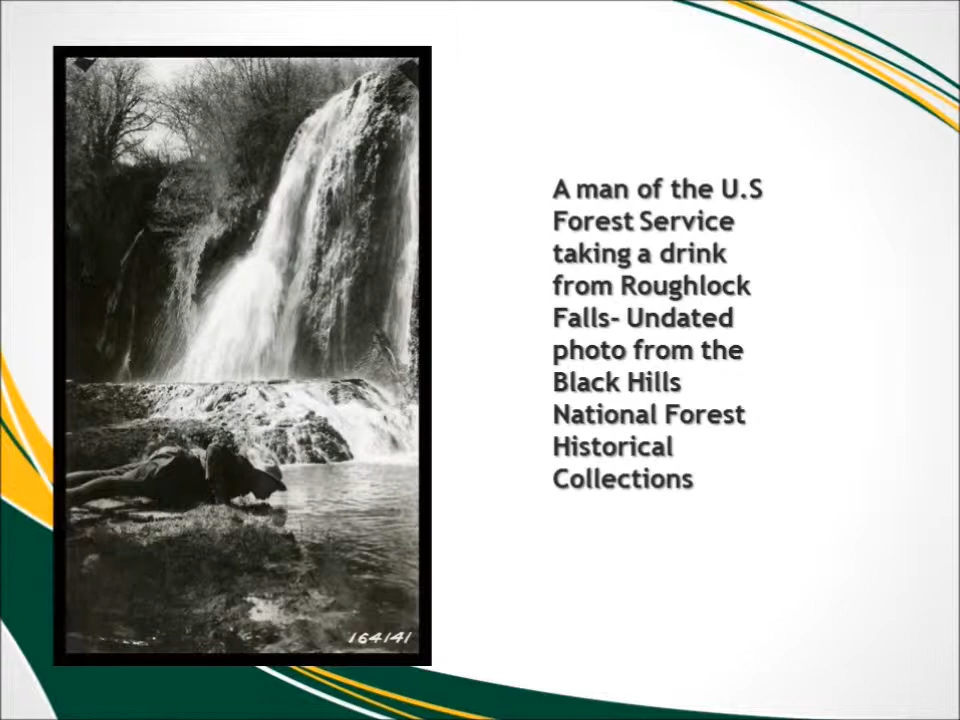 A man of the U.S
Forest Service
taking a drink
from Roughlock
Falls- Undated
photo from the
Black Hills
National Forest
Historical
Collections
164141